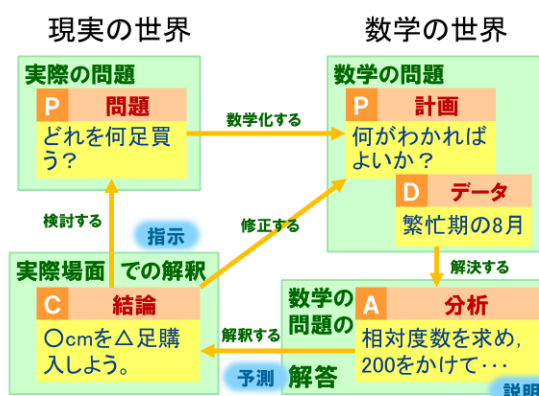 現実の世界
数学の世界
実際の問題
P 問題
どれを何足買
う？
数学化する
数学の問題
P 計画
何がわかれば
よいか？
D データ
繁忙期の8月
検討する
指示
修正する
解決する
実際場面 での解釈
C 結論
〇cmを△足購
入しよう。
解釈する
予測
数学の
問題の
解答
A 分析
相対度数を求め，
200をかけて･･･
説明